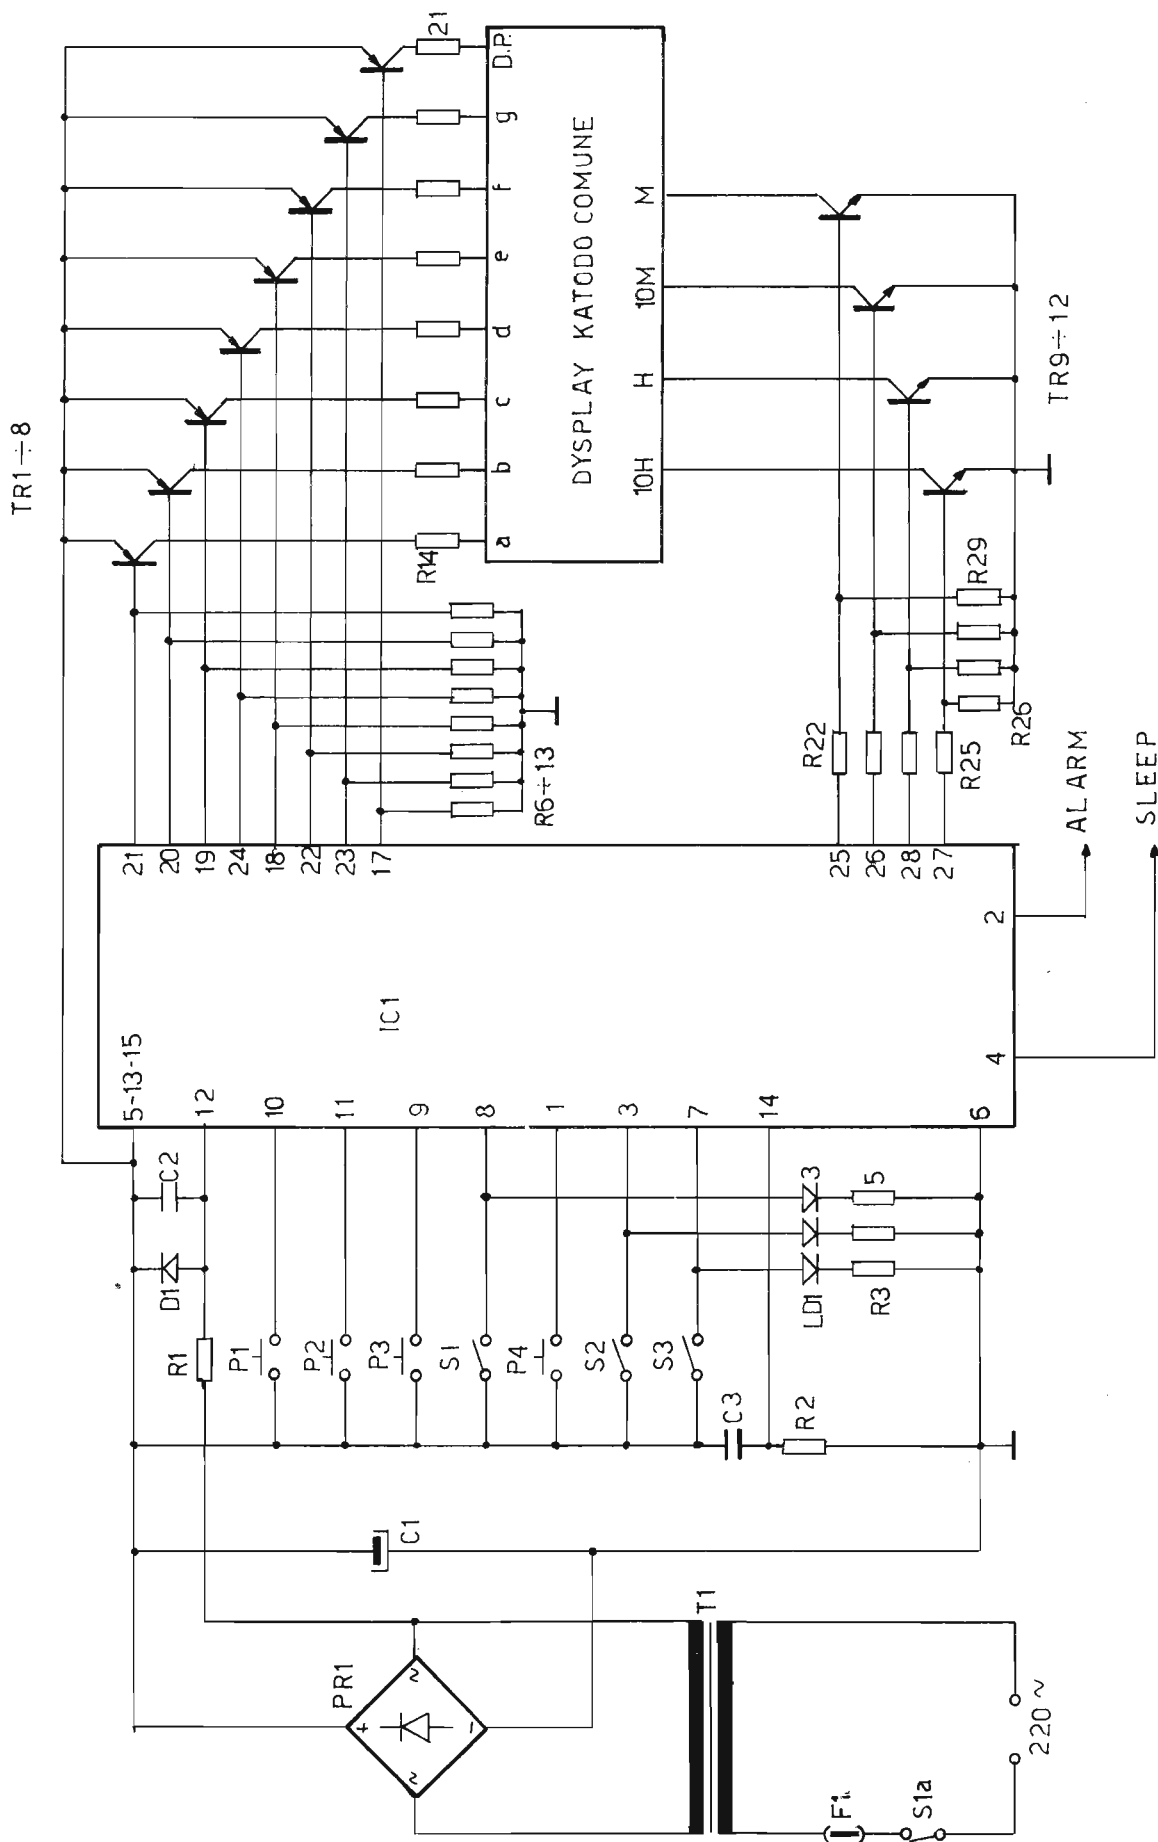 TR1÷8
5-13-15
12
10
11
9
8
1
3
7
14
6
IC1
21
20
19
24
18
22
23
17
25
26
28
27
2
4
ALARM
SLEEP
C2
D1
R1
P1
P2
P3
S1
P4
S2
S3
C3
R2
LD1
3
R3
5
C1
PR1
+
-
~
~
T1
F1
S1a
220 ~
R6÷13
R14
21
a
b
c
d
e
f
g
D.P.
DYSPLAY KATODO COMUNE
10H
H
10M
M
R22
R25
R26
R29
TR9÷12